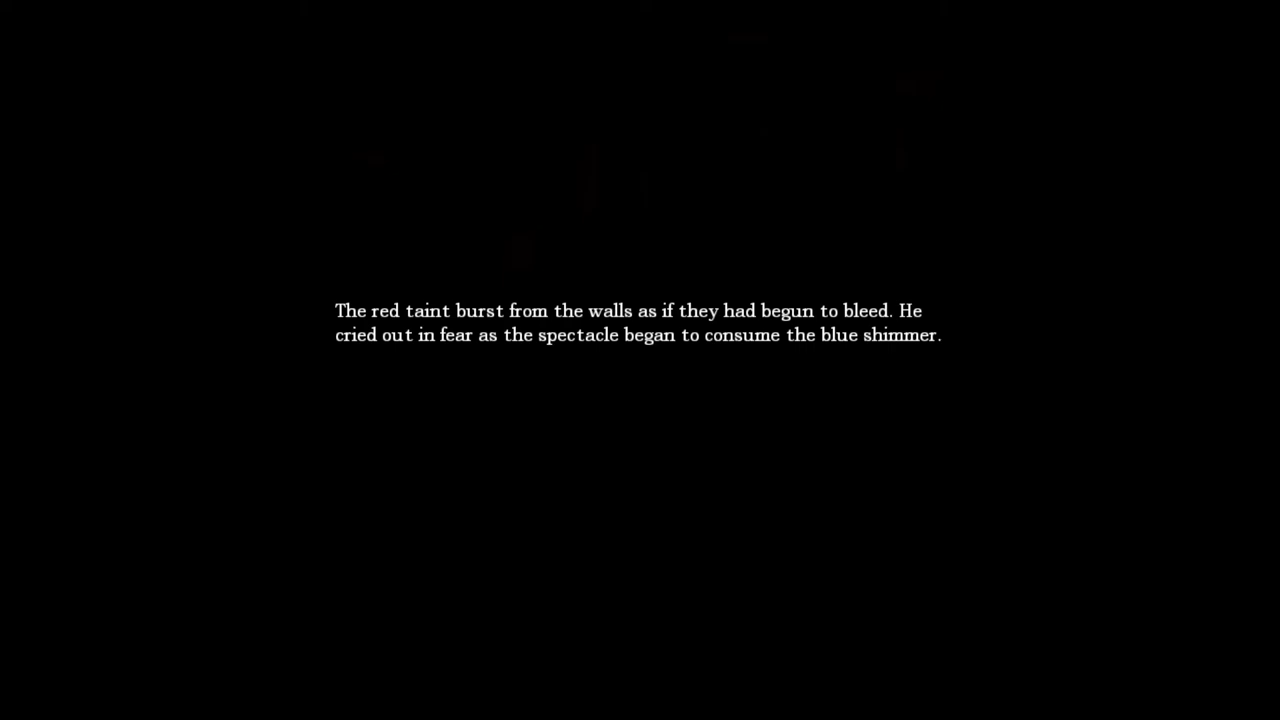 The red taint burst from the walls as if they had begun to bleed. He
cried out in fear as the spectacle began to consume the blue shimmer.